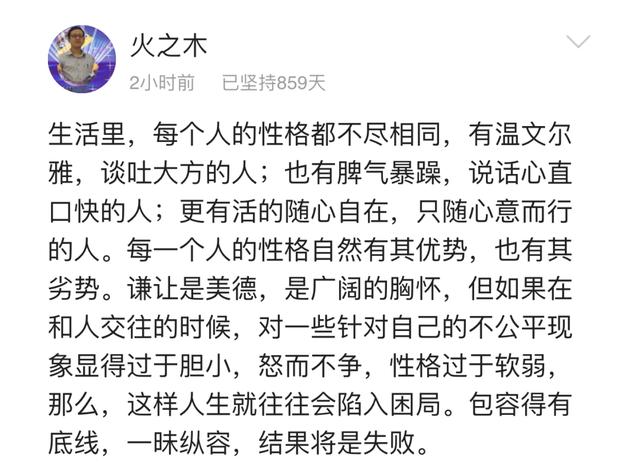 火之木
2小时前 已坚持859天
生活里，每个人的性格都不尽相同，有温文尔
雅，谈吐大方的人；也有脾气暴躁，说话心直
口快的人；更有活的随心自在，只随心意而行
的人。每一个人的性格自然有其优势，也有其
劣势。谦让是美德，是广阔的胸怀，但如果在
和人交往的时候，对一些针对自己的不公平现
象显得过于胆小，怒而不争，性格过于软弱，
那么，这样人生就往往会陷入困局。包容得有
底线，一昧纵容，结果将是失败。